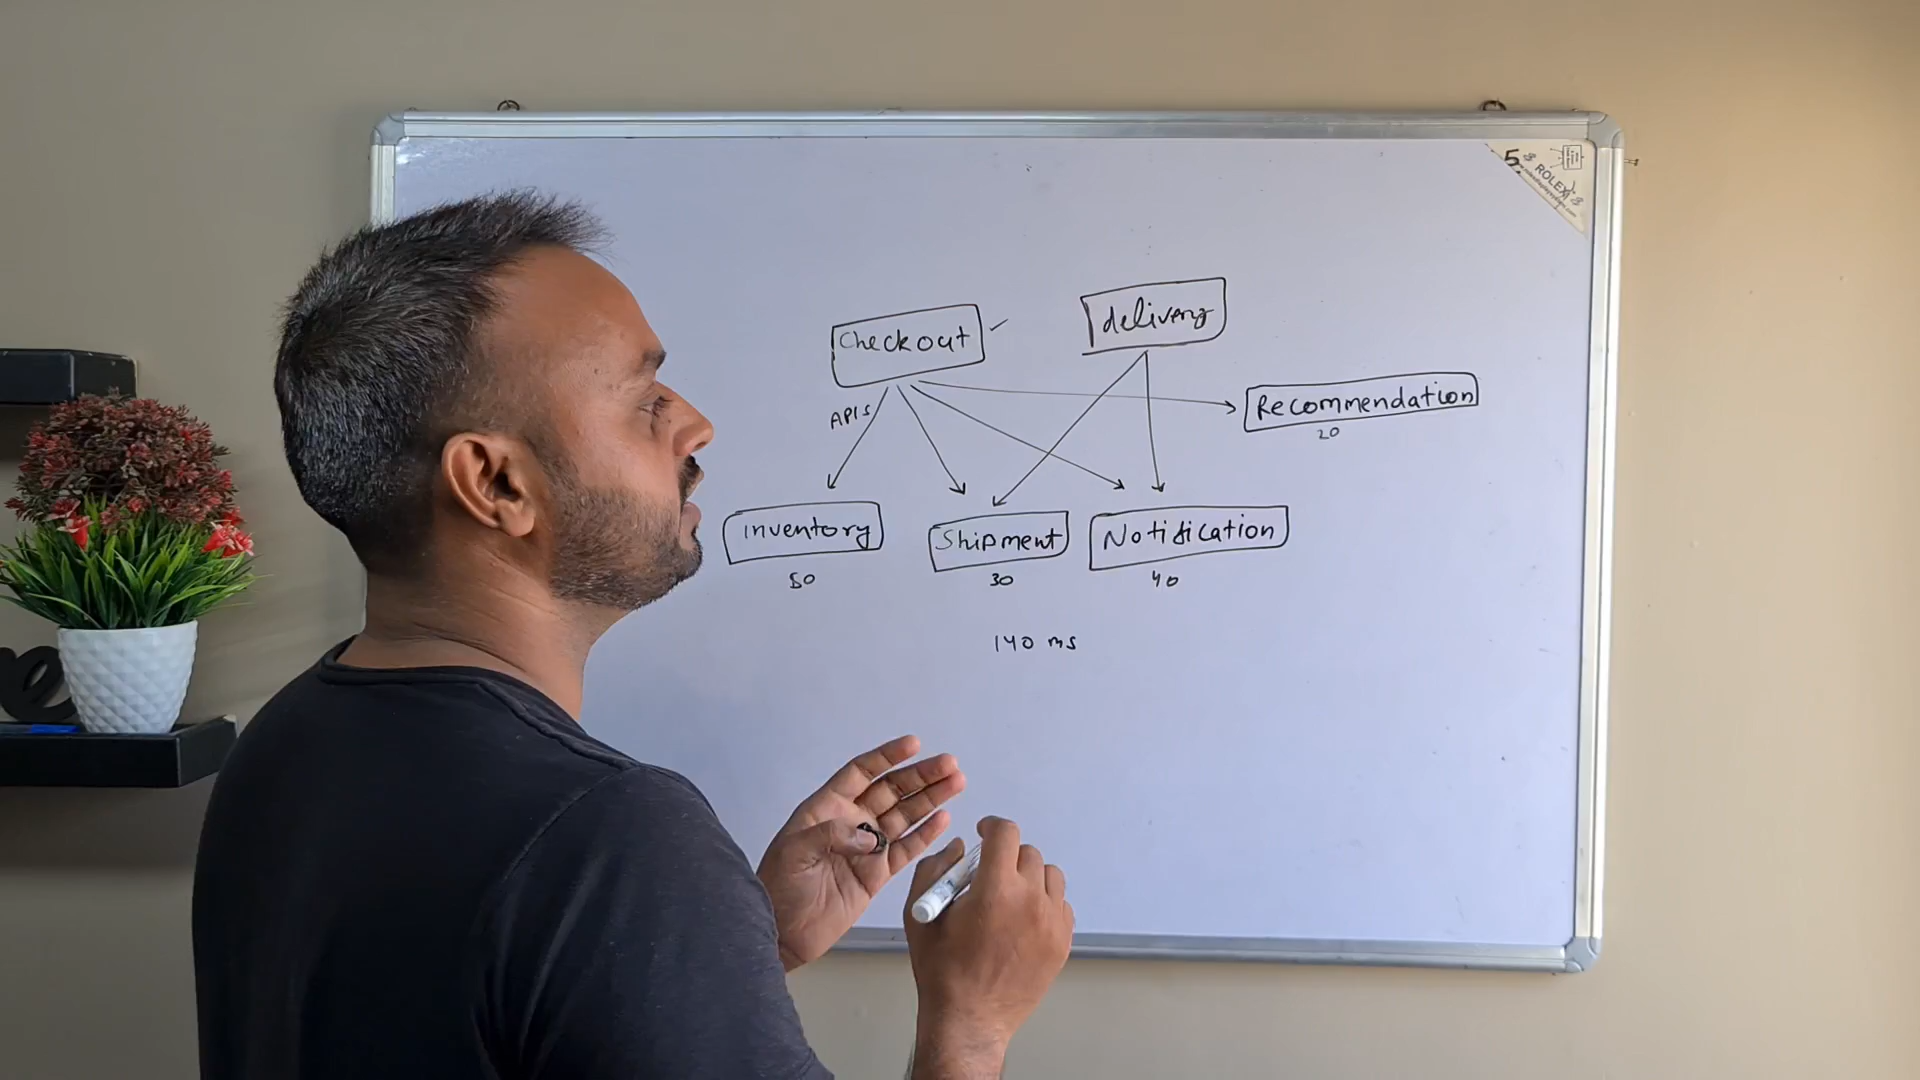 ROLEX
Checkout
delivery
APIS
Recommendation
20
Inventory
Shipment
Notification
50
30
40
140 ms